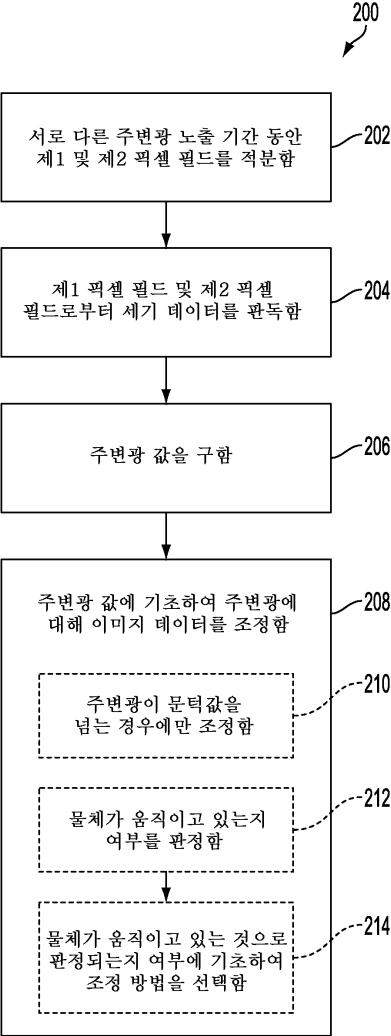 200
서로 다른 주변광 노출 기간 동안
제1 및 제2 픽셀 필드를 적분함
202
제1 픽셀 필드 및 제2 픽셀
필드로부터 세기 데이터를 판독함
204
주변광 값을 구함
206
주변광 값에 기초하여 주변광에
대해 이미지 데이터를 조정함
208
주변광이 문턱값을
넘는 경우에만 조정함
210
물체가 움직이고 있는지
여부를 판정함
212
물체가 움직이고 있는 것으로
판정되는지 여부에 기초하여
조정 방법을 선택함
214